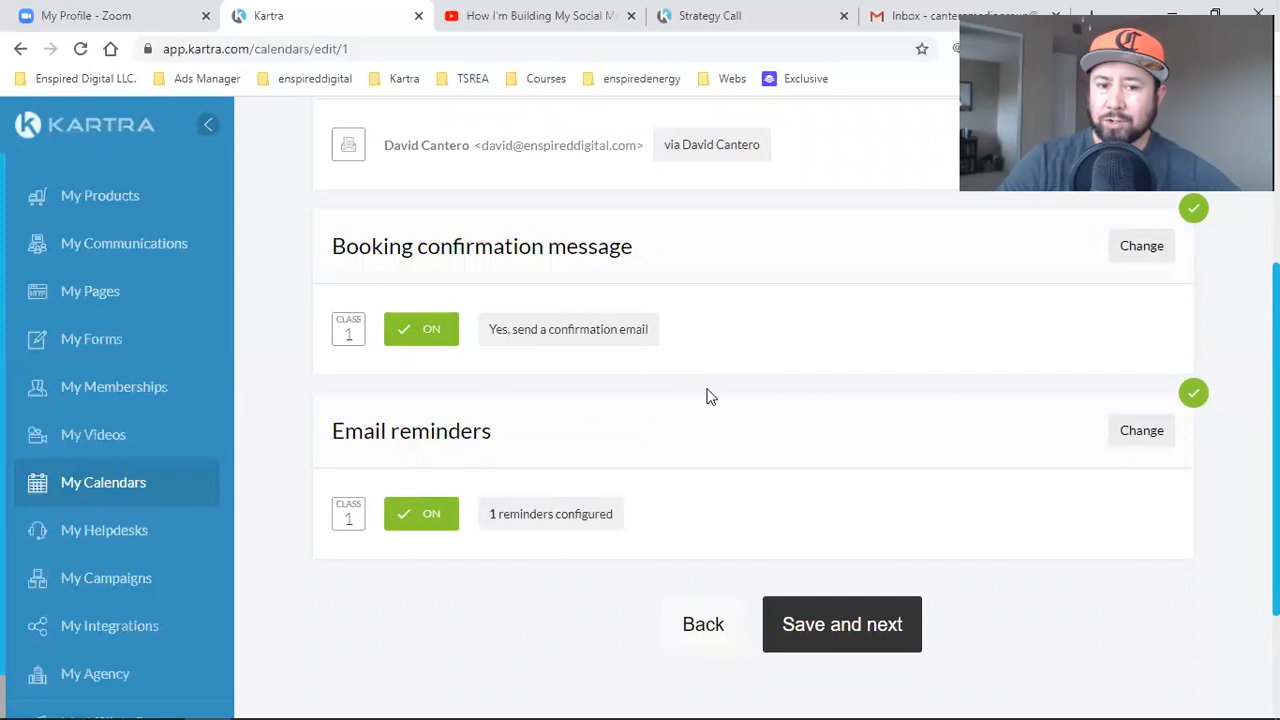 My Profile - Zoom
Kartra
How I'm Building My Social M
Strategy Call
app.kartra.com/calendars/edit/1
Enspired Digital LLC.
Ads Manager
enspireddigital
Kartra
TSREA
Courses
enspiredenergy
Webs
Exclusive
KARTRA
My Products
My Communications
My Pages
My Forms
My Memberships
My Videos
My Calendars
My Helpdesks
My Campaigns
My Integrations
My Agency
David Cantero <david@enspireddigital.com>
via David Cantero
Booking confirmation message
Change
CLASS
1
ON
Yes, send a confirmation email
Email reminders
Change
CLASS
1
ON
1 reminders configured
Back
Save and next